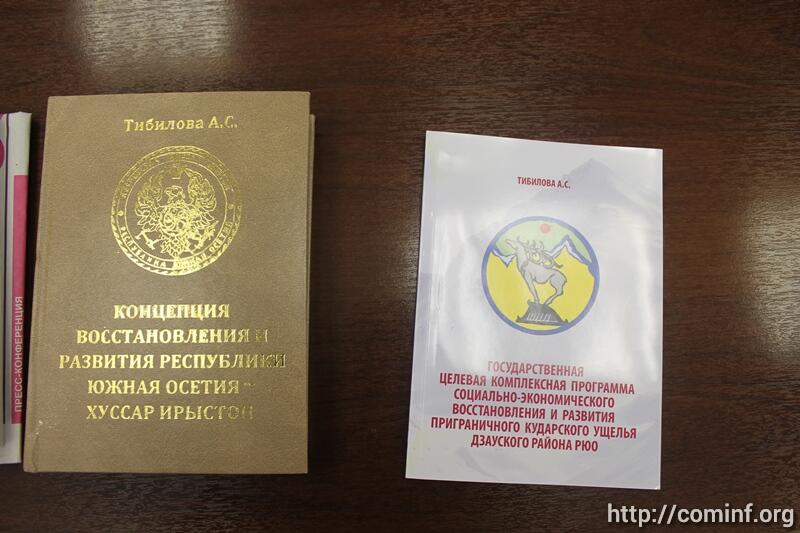 Тибилова А.С.
КОНЦЕПЦИЯ
ВОССТАНОВЛЕНИЯ И
РАЗВИТИЯ РЕСПУБЛИКИ
ЮЖНАЯ ОСЕТИЯ -
ХУССАР ИРЫСТОН
ТИБИЛОВА А.С.
ГОСУДАРСТВЕННАЯ
ЦЕЛЕВАЯ КОМПЛЕКСНАЯ ПРОГРАММА
СОЦИАЛЬНО-ЭКОНОМИЧЕСКОГО
ВОССТАНОВЛЕНИЯ И РАЗВИТИЯ
ПРИГРАНИЧНОГО КУДАРСКОГО УЩЕЛЬЯ
ДЗАУСКОГО РАЙОНА РЮО
ПРЕСС-КОНФЕРЕНЦИЯ
http://cominf.org